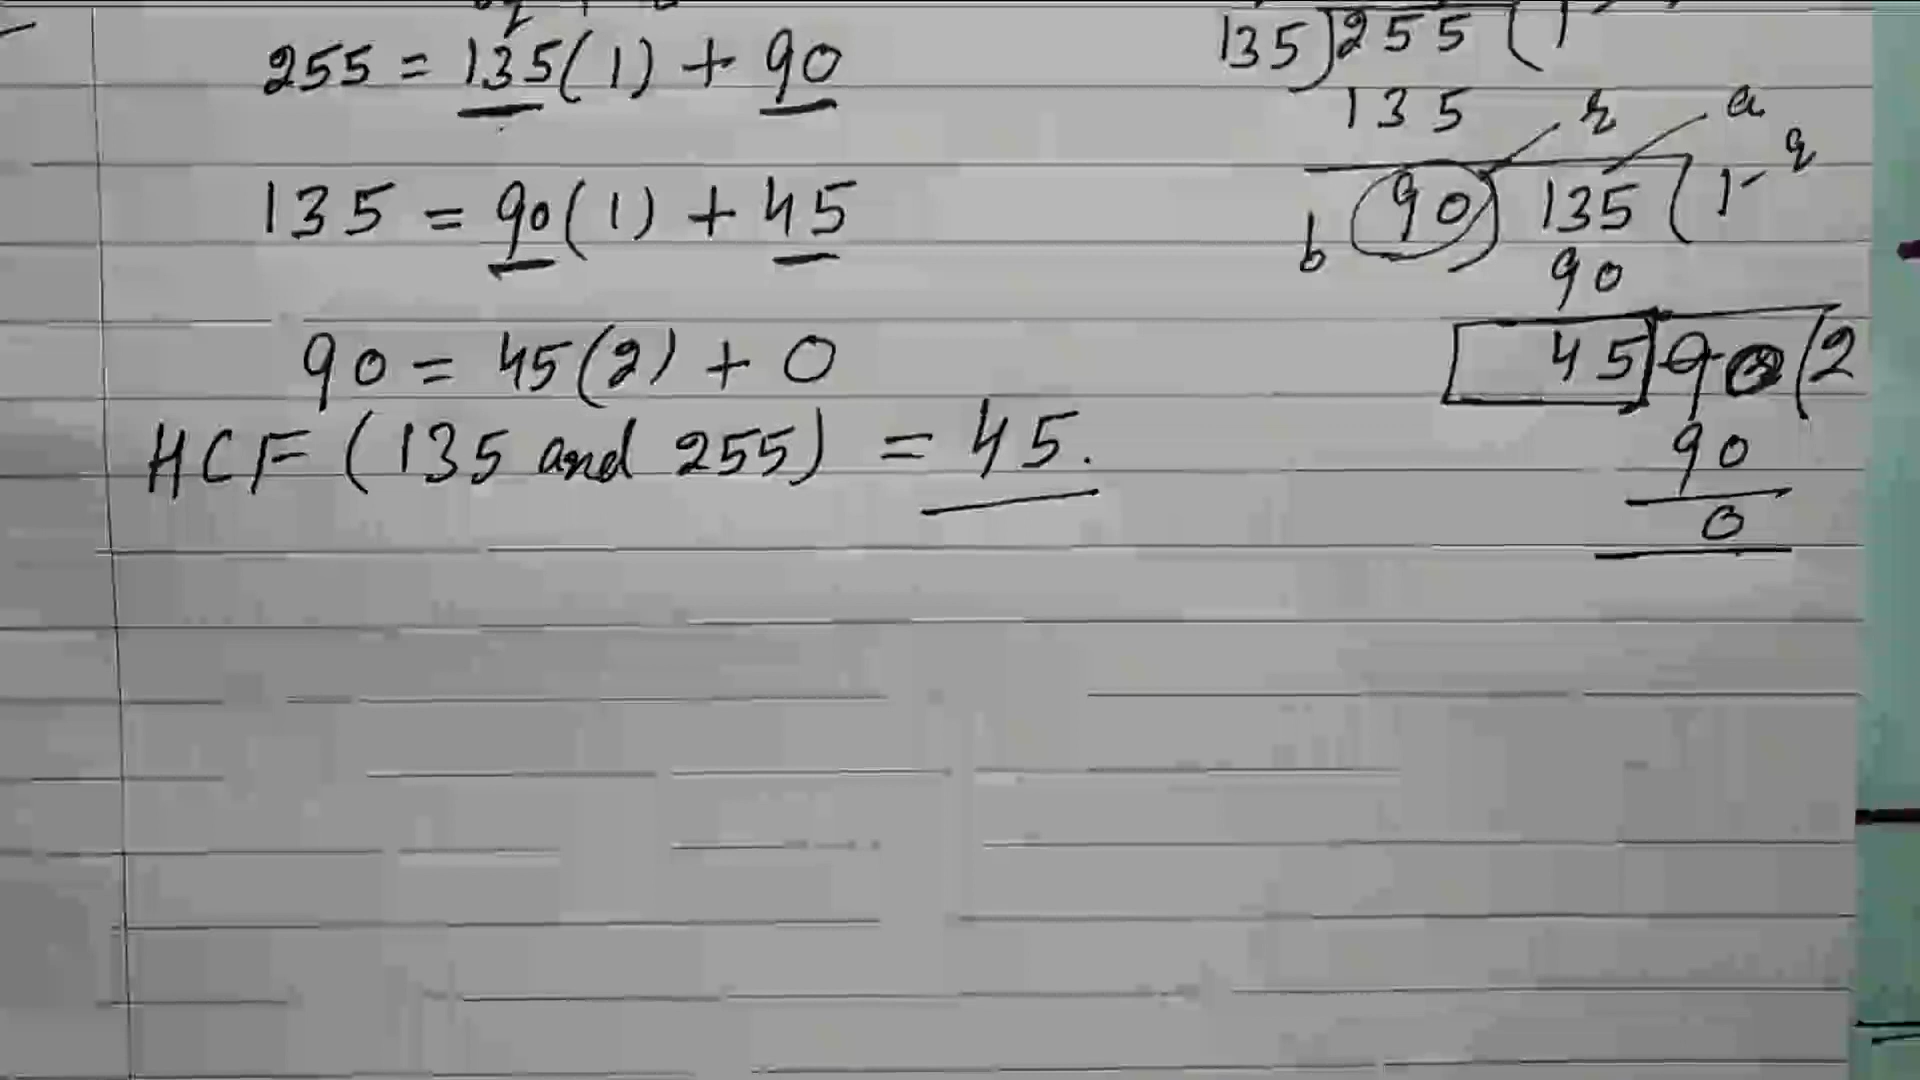 255 = 135(1) + 90
135 = 90(1) + 45
90 = 45(2) + 0
HCF (135 and 255) = 45.
135)255(1
135
r a
b 90) 135 (1 - q
90
45 90 (2
90
0